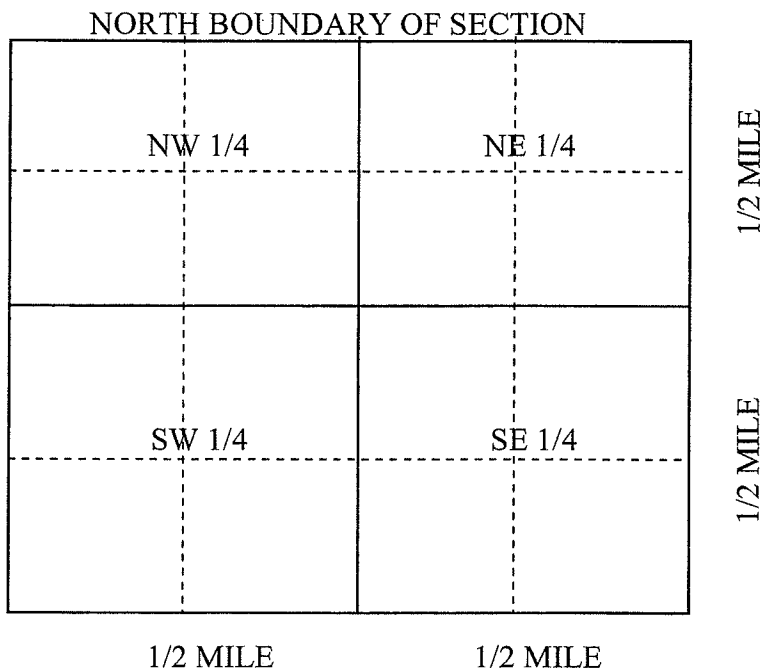 NORTH BOUNDARY OF SECTION
NW 1/4
NE 1/4
1/2 MILE
SW 1/4
SE 1/4
1/2 MILE
1/2 MILE
1/2 MILE